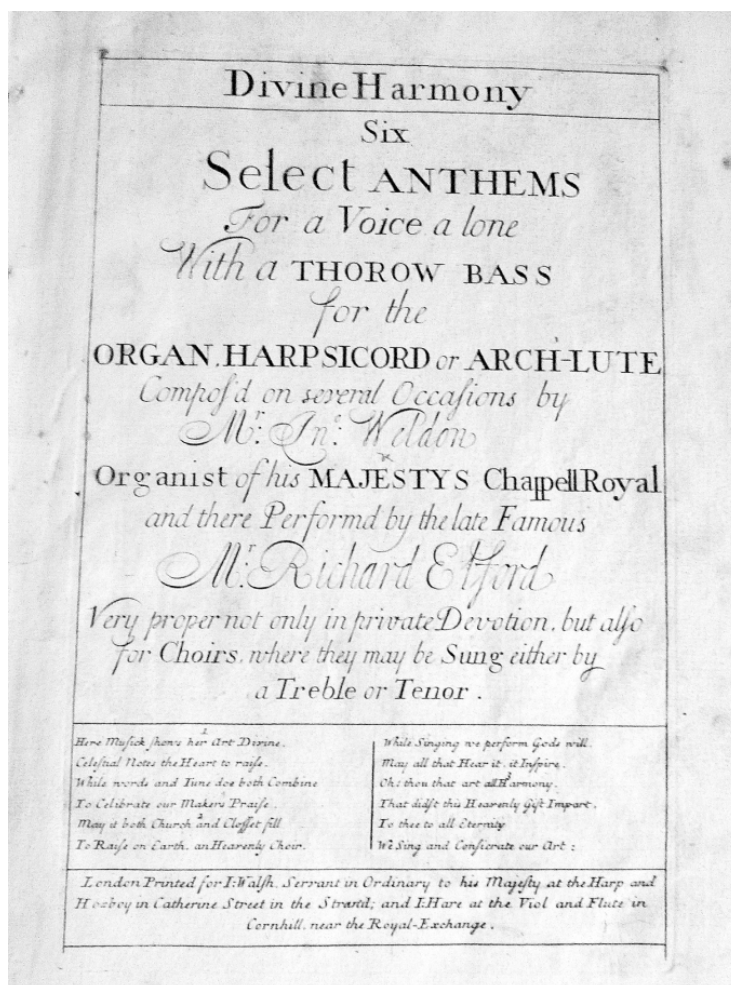 Divine Harmony
Six
Select ANTHEMS
For a Voice a lone
With a THOROW BASS
for the
ORGAN, HARPSICORD or ARCH-LUTE
Compos'd on several Occaſions by
Mr. Jno. Weldon
Organist of his MAJESTYS Chappell Royal
and there Performd by the late Famous
Mr. Richard Elford
Very proper not only in private Devotion, but alſo
for Choirs, where they may be Sung either by
a Treble or Tenor.
1
Here Muſick ſhows her Art Divine,
Celeſtial Notes the Heart to raiſe.
While words and Tune doe both Combine
To Celibrate our Makers Praiſe.
2
May it both Church and Cloſſet fill
To Raiſe on Earth, an Heavenly Choir.
While Singing we perform Gods will,
May all that Hear it, it Inſpire.
3
Oh: thou that art all Harmony,
That didſt this Heavenly Gift Impart,
To thee to all Eternity
We Sing and Conſicrate our Art:
London Printed for I: Walſh, Servant in Ordinary to his Majeſty at the Harp and
Hoboy in Catherine Street in the Strand; and I: Hare at the Viol and Flute in
Cornhill, near the Royal-Exchange.